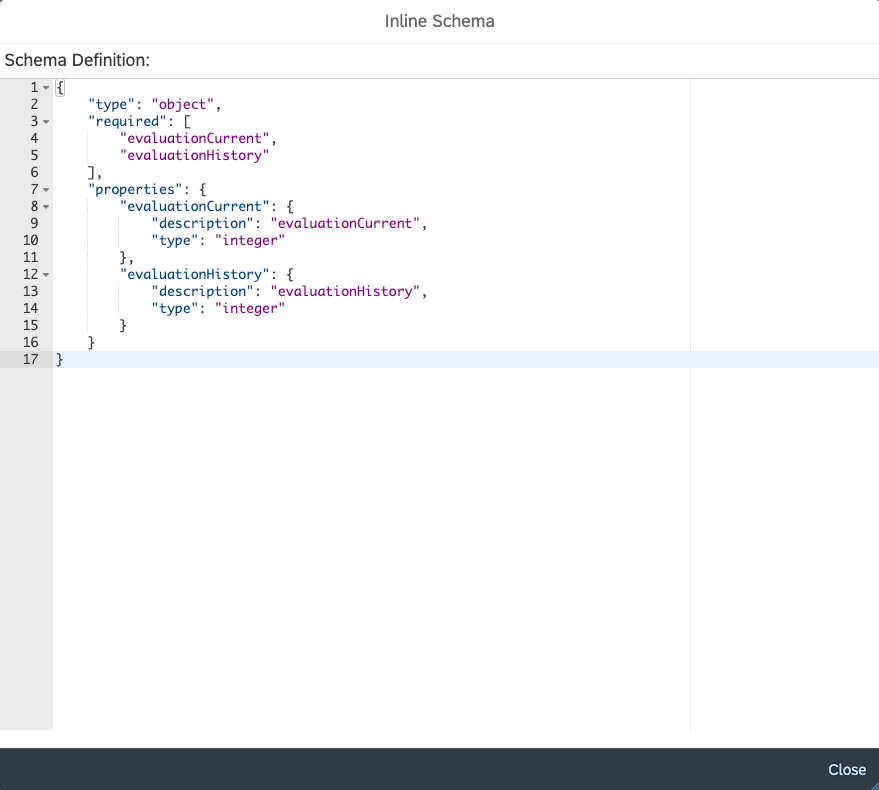 Inline Schema
Schema Definition:
1 {
2     "type": "object",
3     "required": [
4         "evaluationCurrent",
5         "evaluationHistory"
6     ],
7     "properties": {
8         "evaluationCurrent": {
9             "description": "evaluationCurrent",
10             "type": "integer"
11         },
12         "evaluationHistory": {
13             "description": "evaluationHistory",
14             "type": "integer"
15         }
16     }
17 }
Close